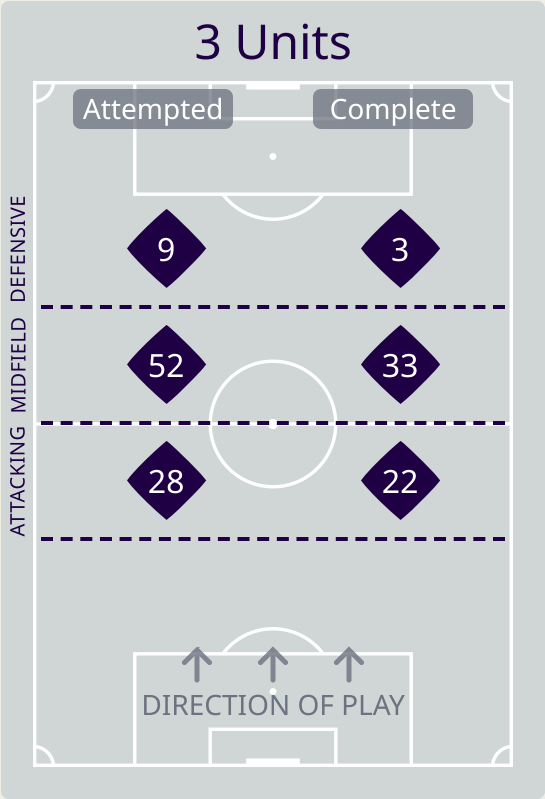 3 Units
Attempted Complete
DEFENSIVE
9 3
MIDFIELD
52 33
ATTACKING
28 22
DIRECTION OF PLAY